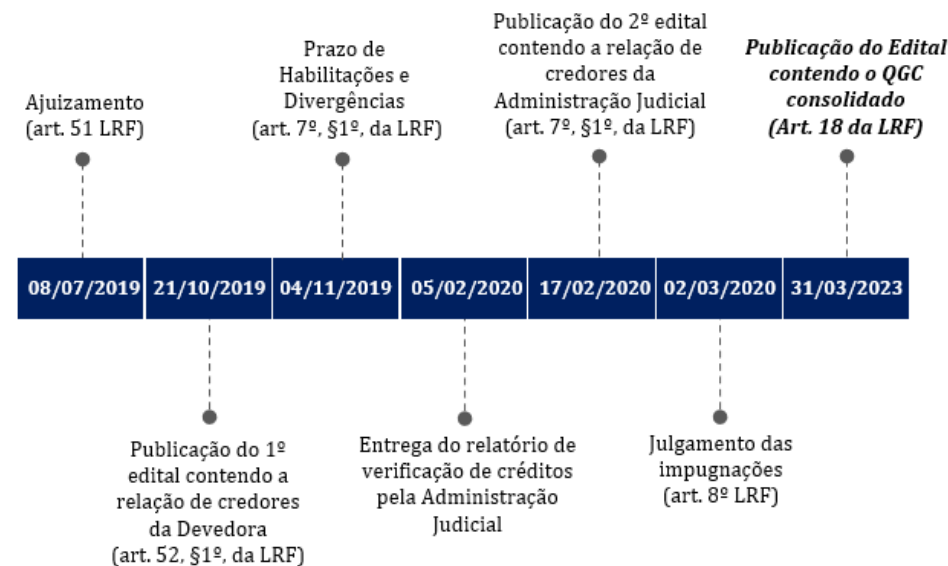 Ajuizamento
(art. 51 LRF)
Prazo de
Habilitações e
Divergências
(art. 7º, §1º, da LRF)
Publicação do 2º edital
contendo a relação de
credores da
Administração Judicial
(art. 7º, §1º, da LRF)
Publicação do Edital
contendo o QGC
consolidado
(Art. 18 da LRF)
08/07/2019
21/10/2019
04/11/2019
05/02/2020
17/02/2020
02/03/2020
31/03/2023
Publicação do 1º
edital contendo a
relação de credores
da Devedora
(art. 52, §1º, da LRF)
Entrega do relatório de
verificação de créditos
pela Administração
Judicial
Julgamento das
impugnações
(art. 8º LRF)